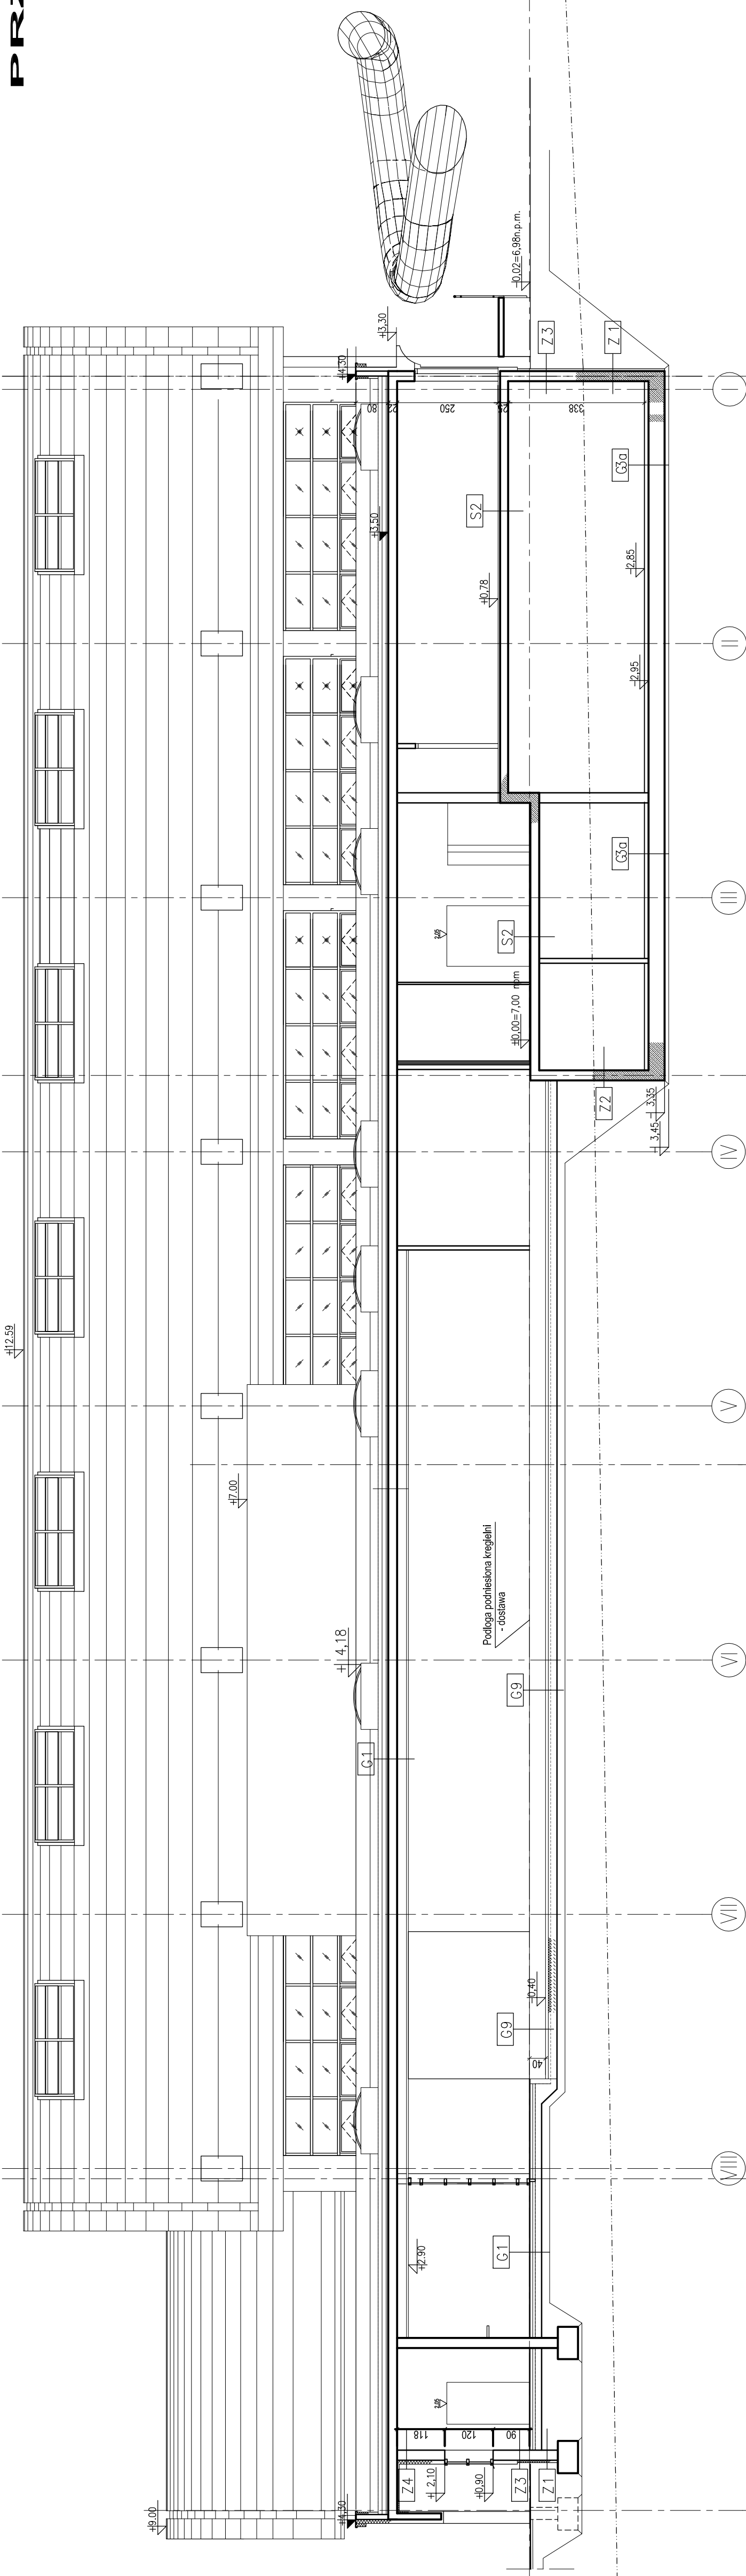 PRZ
+12.59
+9.00
+7.00
+4,30
+4,30
+3,30
+ 4,18
+3,50
G1
80
22
250
25
338
-0,02=6,98n.p.m.
S2
+0,78
Z 3
Z 1
G3a
-2,85
-2,95
G3a
S2
±0,00=7,00 npm
Z2
-3,35
-3,45
Podłoga podniesiona kręgielni
- dostawa
G9
G9
-0,40
40
+2.90
G1
118
120
90
Z4
+ 2,10
+0,90
Z3
Z1
I
II
III
IV
V
VI
VII
VIII